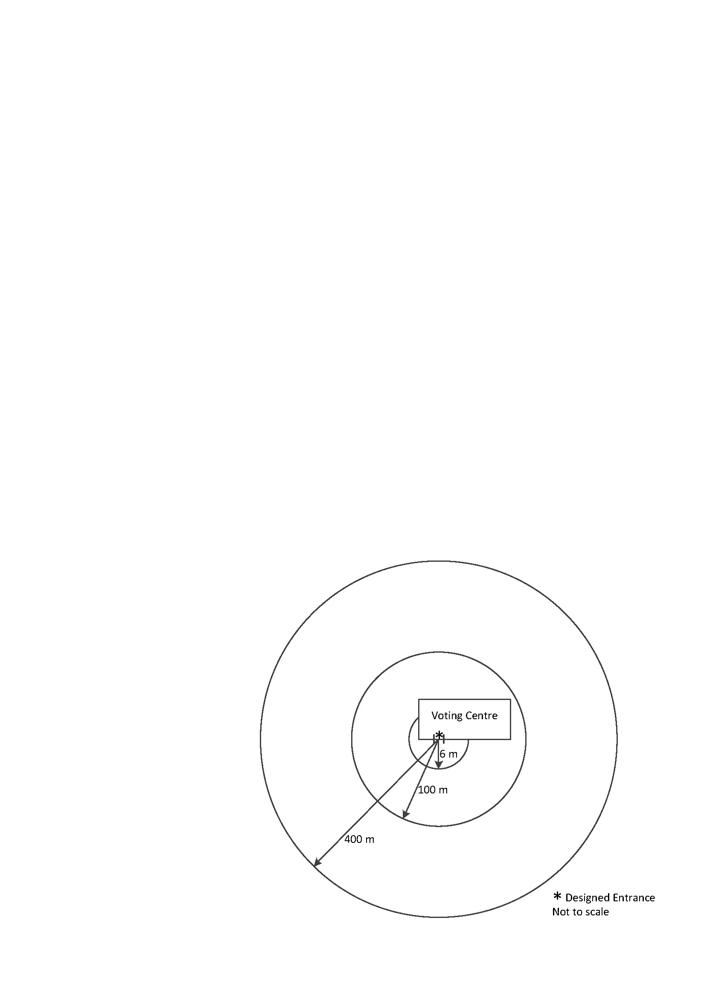 Voting Centre
*
6 m
100 m
400 m
* Designed Entrance
Not to scale